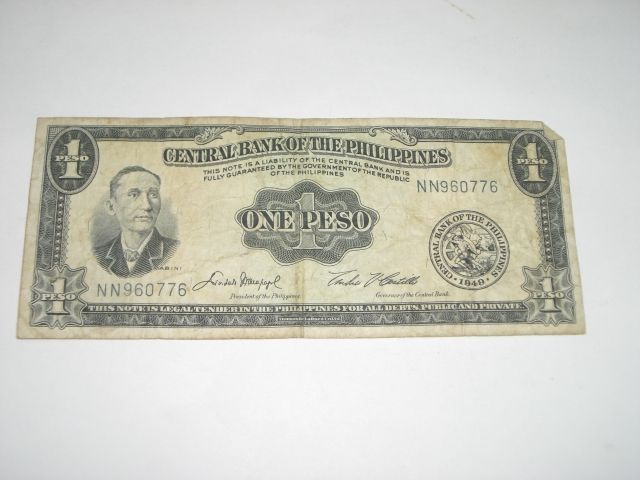 1
PESO
1
PESO
CENTRAL BANK OF THE PHILIPPINES
THIS NOTE IS A LIABILITY OF THE CENTRAL BANK AND IS
FULLY GUARANTEED BY THE GOVERNMENT OF THE REPUBLIC
OF THE PHILIPPINES
NN960776
ONE PESO
1
MABINI
CENTRAL BANK OF THE PHILIPPINES
1949
NN960776
President of the Philippines
Governor of the Central Bank.
1
PESO
1
PESO
THIS NOTE IS LEGAL TENDER IN THE PHILIPPINES FOR ALL DEBTS, PUBLIC AND PRIVATE